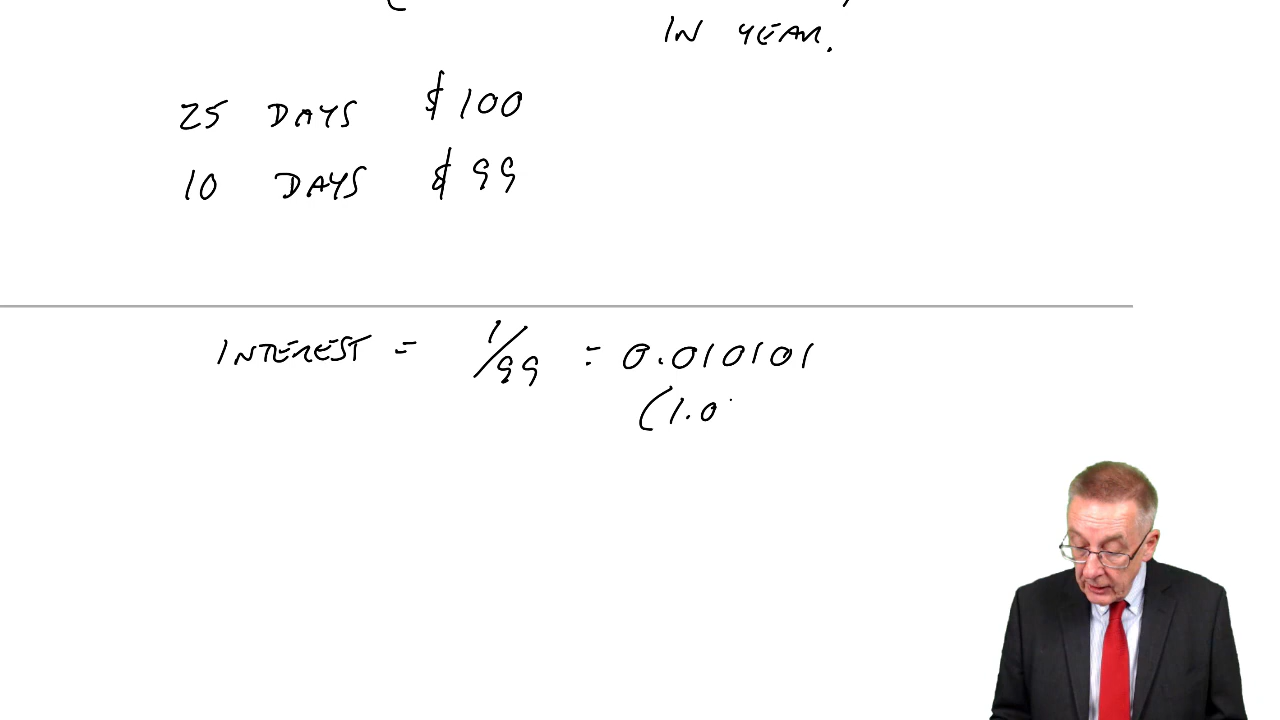 IN YEAR.
25 DAYS $100
10 DAYS $99
INTEREST = 1/99 = 0.010101
(1.0